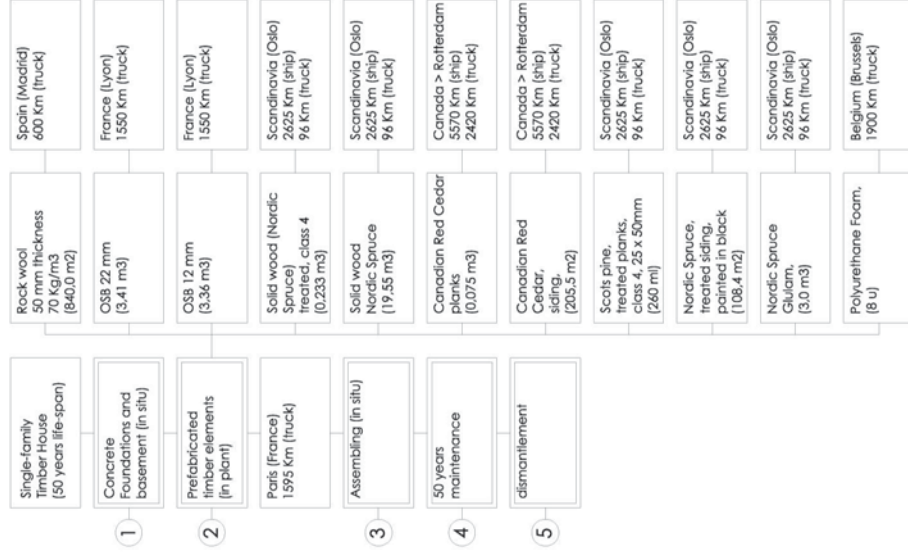 Single-family
Timber House
(50 years life-span)
1
Concrete
Foundations and
basement (in situ)
2
Prefabricated
timber elements
(in plant)
Paris (France)
1595 Km (truck)
3
Assembling (in situ)
4
50 years
maintenance
5
dismantlement
Rock wool
50 mm thickness
70 Kg/m3
(840,0 m2)
Spain (Madrid)
600 Km (truck)
OSB 22 mm
(3,41 m3)
France (Lyon)
1550 Km (truck)
OSB 12 mm
(3,36 m3)
France (Lyon)
1550 Km (truck)
Solid wood (Nordic
Spruce)
treated, class 4
(0,233 m3)
Scandinavia (Oslo)
2625 Km (ship)
96 Km (truck)
Solid wood
Nordic Spruce
(19,55 m3)
Scandinavia (Oslo)
2625 Km (ship)
96 Km (truck)
Canadian Red Cedar
planks
(0,075 m3)
Canada > Rotterdam
5570 Km (ship)
2420 Km (truck)
Canadian Red
Cedar,
siding,
(205,5 m2)
Canada > Rotterdam
5570 Km (ship)
2420 Km (truck)
Scots pine,
treated planks,
class 4, 25 x 50mm
(260 ml)
Scandinavia (Oslo)
2625 Km (ship)
96 Km (truck)
Nordic Spruce,
treated siding,
painted in black
(108,4 m2)
Scandinavia (Oslo)
2625 Km (ship)
96 Km (truck)
Nordic Spruce
Glulam,
(3,0 m3)
Scandinavia (Oslo)
2625 Km (ship)
96 Km (truck)
Polyurethane Foam,
(8 u)
Belgium (Brussels)
1900 Km (truck)